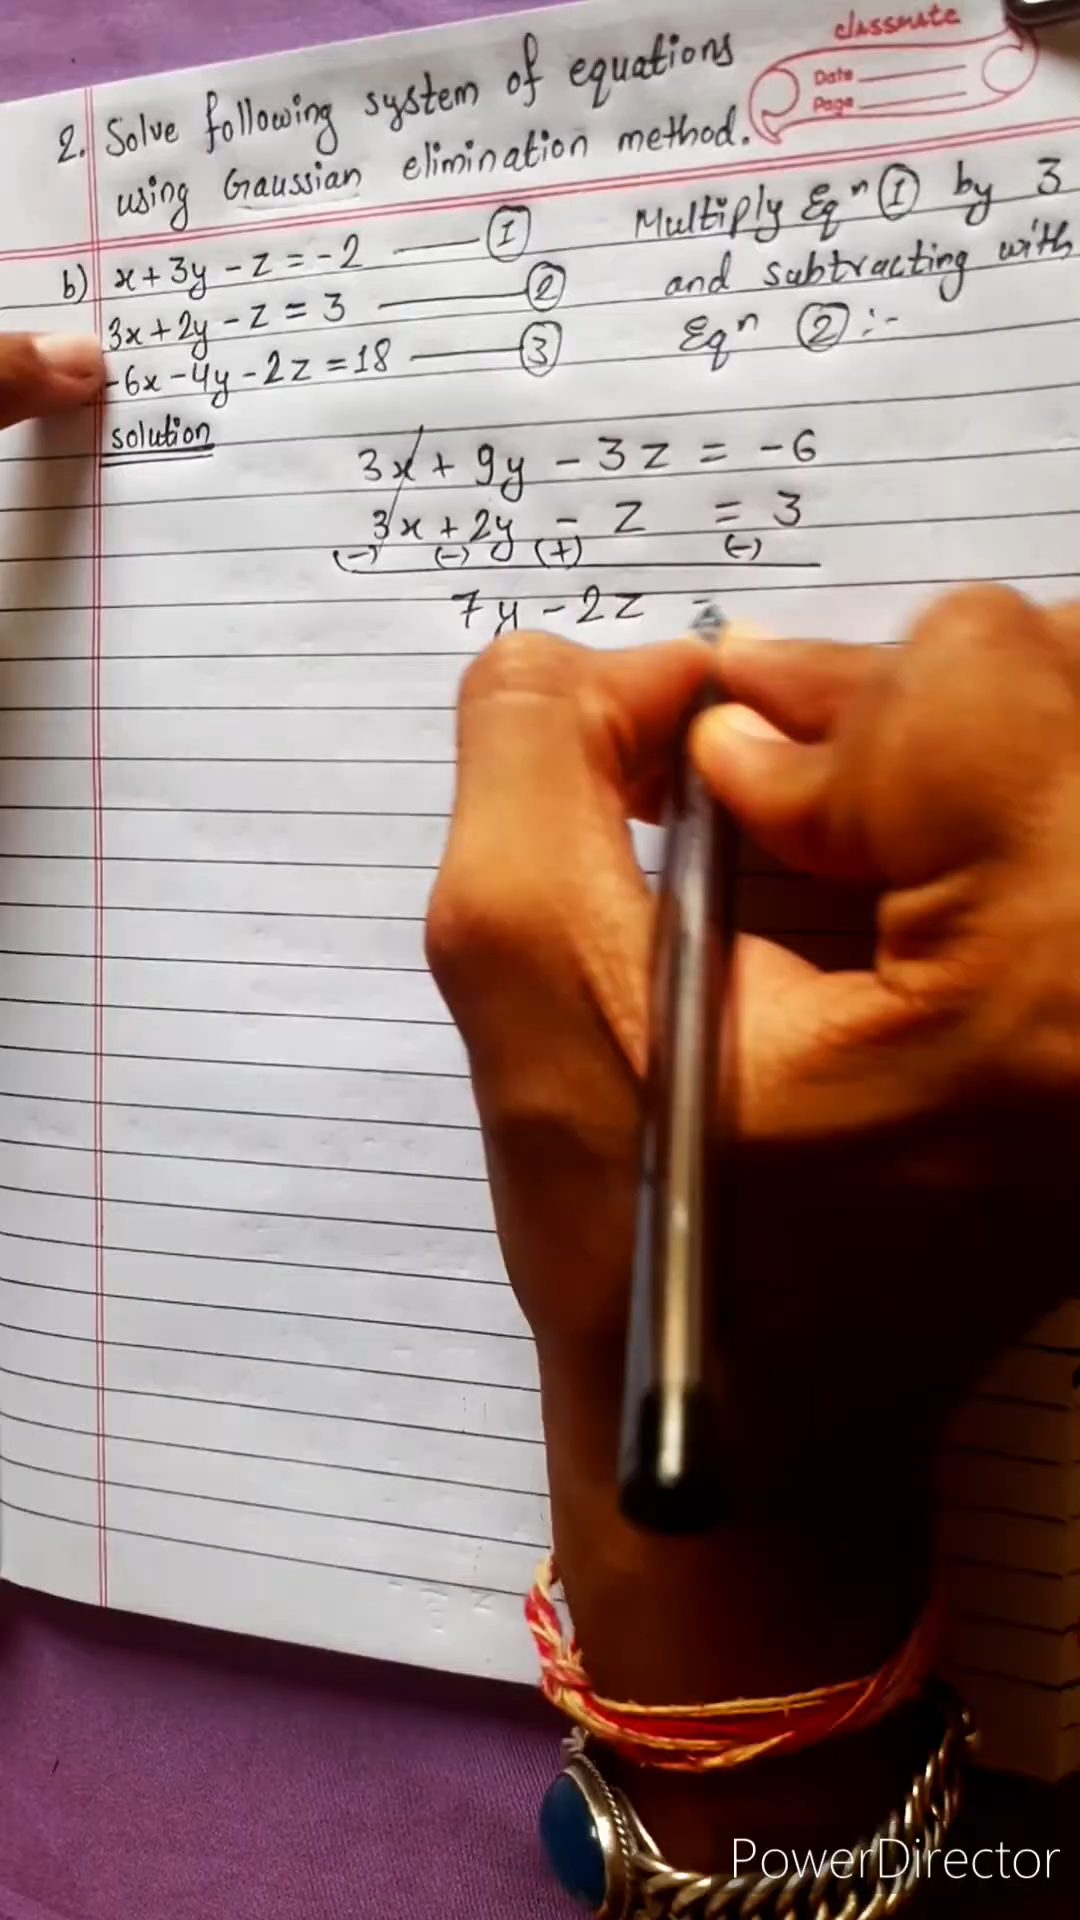 classmate
Date
Page
2. Solve following system of equations
using Gaussian elimination method.
b) x + 3y - z = -2 —— ①
3x + 2y - z = 3 —— ②
-6x - 4y - 2z = 18 —— ③
solution
Multiply Eqⁿ ① by 3
and subtracting with
Eqⁿ ② :-
3x + 9y - 3z = -6
3x + 2y - z = 3
(-) (-) (+) (-)
7y - 2z =
PowerDirector